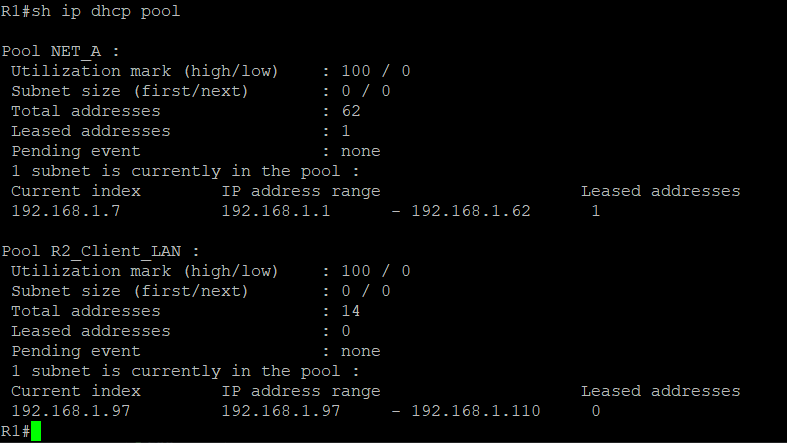 R1#sh ip dhcp pool
Pool NET_A :
Utilization mark (high/low) : 100 / 0
Subnet size (first/next) : 0 / 0
Total addresses : 62
Leased addresses : 1
Pending event : none
1 subnet is currently in the pool :
Current index IP address range Leased addresses
192.168.1.7 192.168.1.1 - 192.168.1.62 1
Pool R2_Client_LAN :
Utilization mark (high/low) : 100 / 0
Subnet size (first/next) : 0 / 0
Total addresses : 14
Leased addresses : 0
Pending event : none
1 subnet is currently in the pool :
Current index IP address range Leased addresses
192.168.1.97 192.168.1.97 - 192.168.1.110 0
R1#